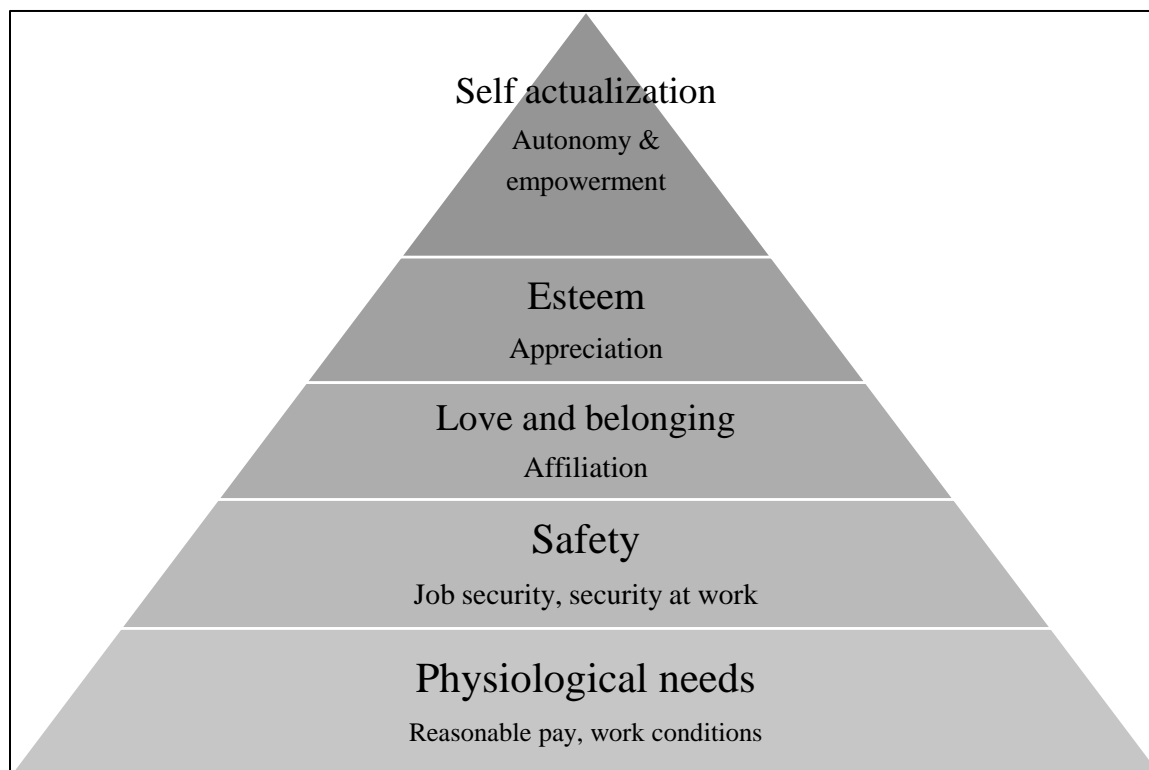 Self actualization
Autonomy &
empowerment
Esteem
Appreciation
Love and belonging
Affiliation
Safety
Job security, security at work
Physiological needs
Reasonable pay, work conditions